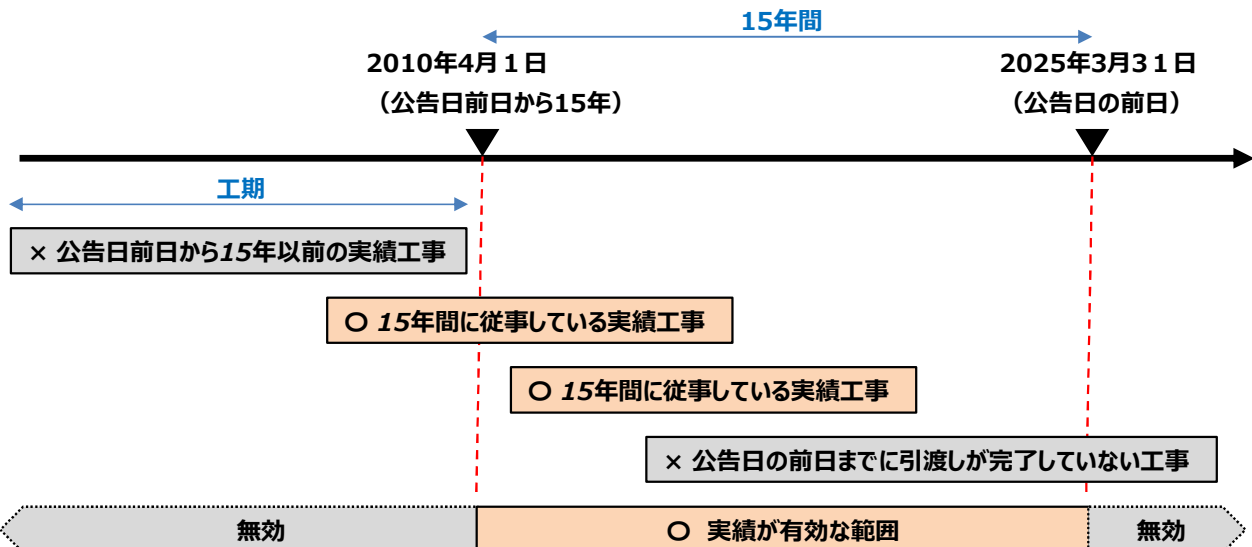 15年間
2010年4月１日
（公告日前日から15年）
2025年3月3１日
（公告日の前日）
工期
× 公告日前日から15年以前の実績工事
〇 15年間に従事している実績工事
〇 15年間に従事している実績工事
× 公告日の前日までに引渡しが完了していない工事
無効
〇 実績が有効な範囲
無効